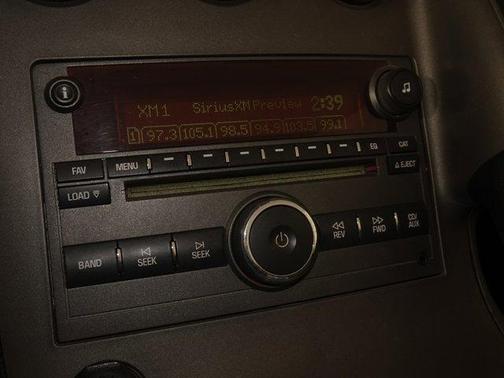 XM1 SiriusXM Preview 2:39
1 97.3 105.1 98.5 94.9 103.5 99.1
FAV MENU EQ CAT
LOAD EJECT
BAND SEEK SEEK REV FWD CD/AUX